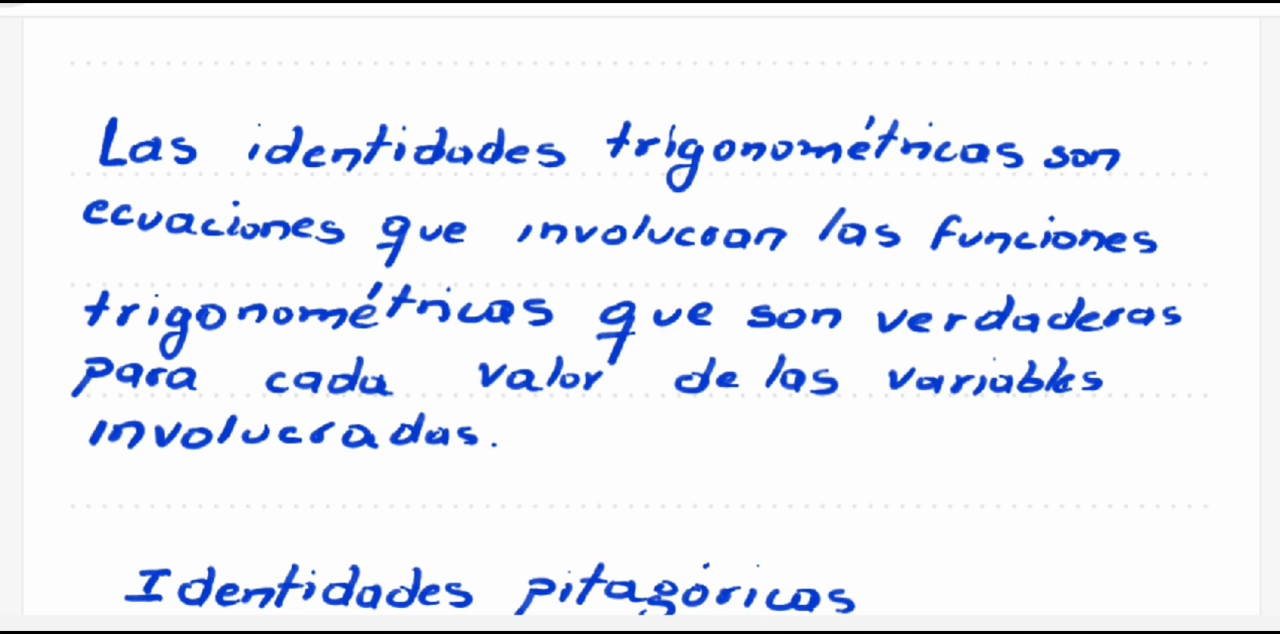 Las identidades trigonométricas son
ecuaciones que involucran las funciones
trigonométricas que son verdaderas
para cada valor de las variables
involucradas.
Identidades pitagóricas